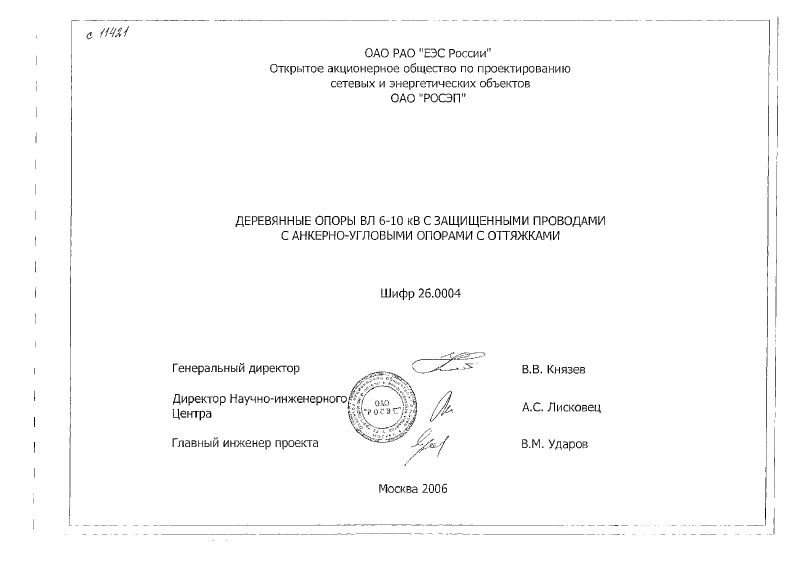 с 11421
ОАО РАО "ЕЭС России"
Открытое акционерное общество по проектированию
сетевых и энергетических объектов
ОАО "РОСЭП"
ДЕРЕВЯННЫЕ ОПОРЫ ВЛ 6-10 кВ С ЗАЩИЩЕННЫМИ ПРОВОДАМИ
С АНКЕРНО-УГЛОВЫМИ ОПОРАМИ С ОТТЯЖКАМИ
Шифр 26.0004
Генеральный директор
В.В. Князев
Директор Научно-инженерного
Центра
А.С. Лисковец
ОАО
"РОСЭП"
Главный инженер проекта
В.М. Ударов
Москва 2006